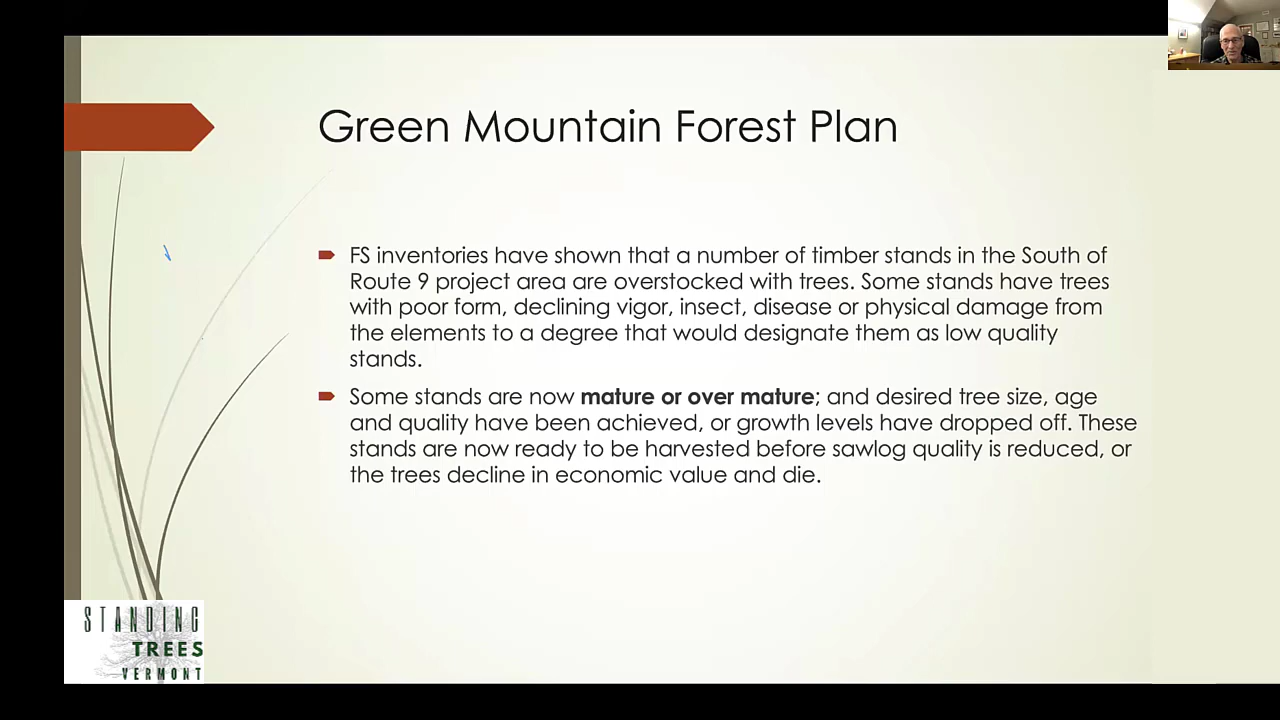 Green Mountain Forest Plan
FS inventories have shown that a number of timber stands in the South of
Route 9 project area are overstocked with trees. Some stands have trees
with poor form, declining vigor, insect, disease or physical damage from
the elements to a degree that would designate them as low quality
stands.
Some stands are now mature or over mature; and desired tree size, age
and quality have been achieved, or growth levels have dropped off. These
stands are now ready to be harvested before sawlog quality is reduced, or
the trees decline in economic value and die.
STANDING
TREES
VERMONT